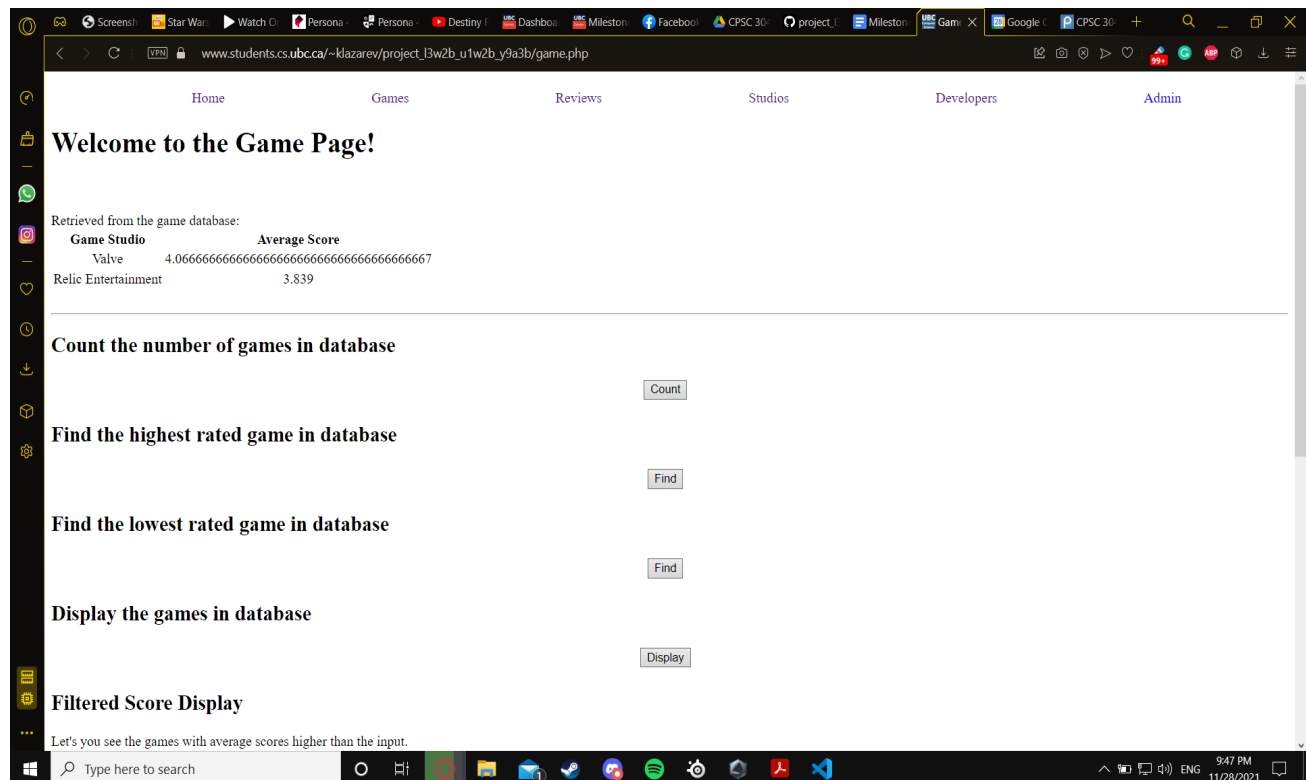 Screensh Star War Watch O Persona Persona Destiny F Dashboa Mileston Facebook CPSC 30 project_ Mileston Gam Google C CPSC 30
VPN www.students.cs.ubc.ca/~klazarev/project_l3w2b_u1w2b_y9a3b/game.php 99+ ABP
Home Games Reviews Studios Developers Admin
Welcome to the Game Page!
Retrieved from the game database:
Game Studio Average Score
Valve 4.06666666666666666666666666666666666667
Relic Entertainment 3.839
Count the number of games in database
Count
Find the highest rated game in database
Find
Find the lowest rated game in database
Find
Display the games in database
Display
Filtered Score Display
Let's you see the games with average scores higher than the input.
Type here to search ENG 9:47 PM
11/28/2021